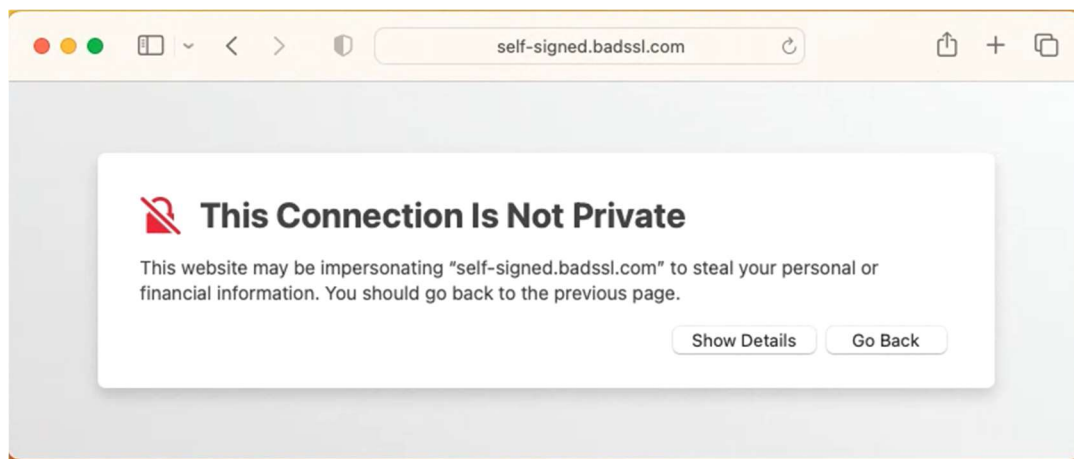 self-signed.badssl.com
This Connection Is Not Private
This website may be impersonating “self-signed.badssl.com” to steal your personal or
financial information. You should go back to the previous page.
Show Details
Go Back